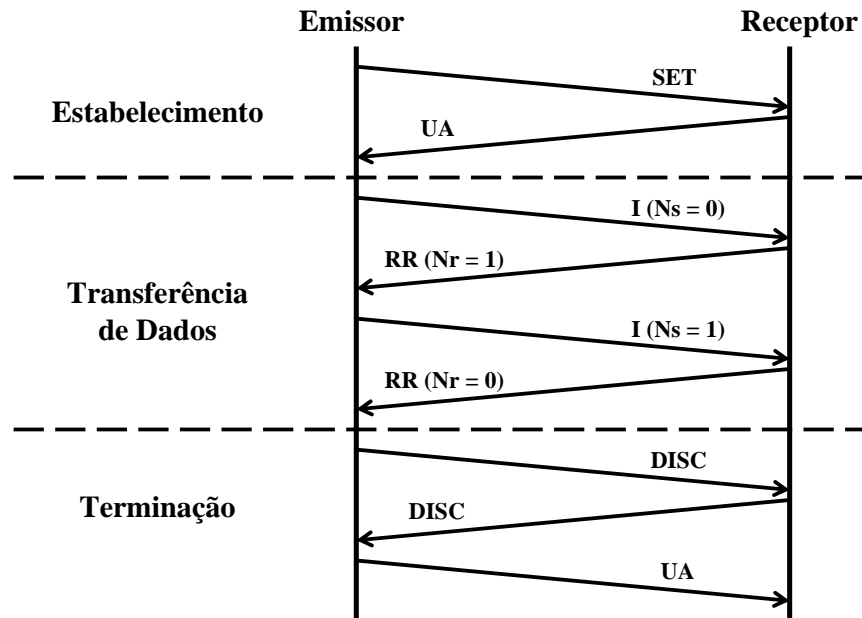 Emissor
Receptor
SET
Estabelecimento
UA
I (Ns = 0)
RR (Nr = 1)
Transferência
de Dados
I (Ns = 1)
RR (Nr = 0)
DISC
Terminação
DISC
UA